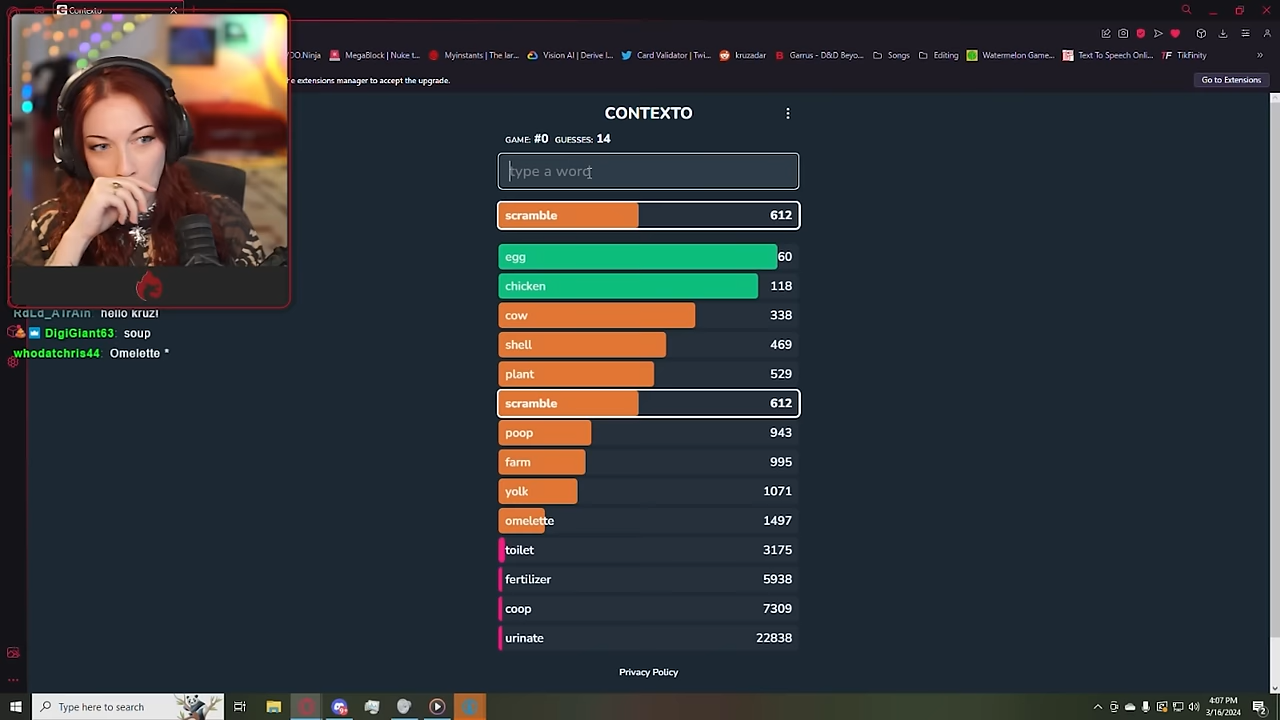 Contexto
OO.Ninja
MegaBlock | Nuke t...
Myinstants | The lar...
Vision AI | Derive I...
Card Validator | Twi...
kruzadar
Garrus - D&D Beyo...
Songs
Editing
Watermelon Game...
Text To Speech Onli...
TikFinity
e extensions manager to accept the upgrade.
Go to Extensions
CONTEXTO
GAME: #0 GUESSES: 14
type a word
scramble 612
egg 60
chicken 118
cow 338
shell 469
plant 529
scramble 612
poop 943
farm 995
yolk 1071
omelette 1497
toilet 3175
fertilizer 5938
coop 7309
urinate 22838
Privacy Policy
hello kruz!
DigiGiant63: soup
whodatchris44: Omelette *
Type here to search
4:07 PM
3/16/2024